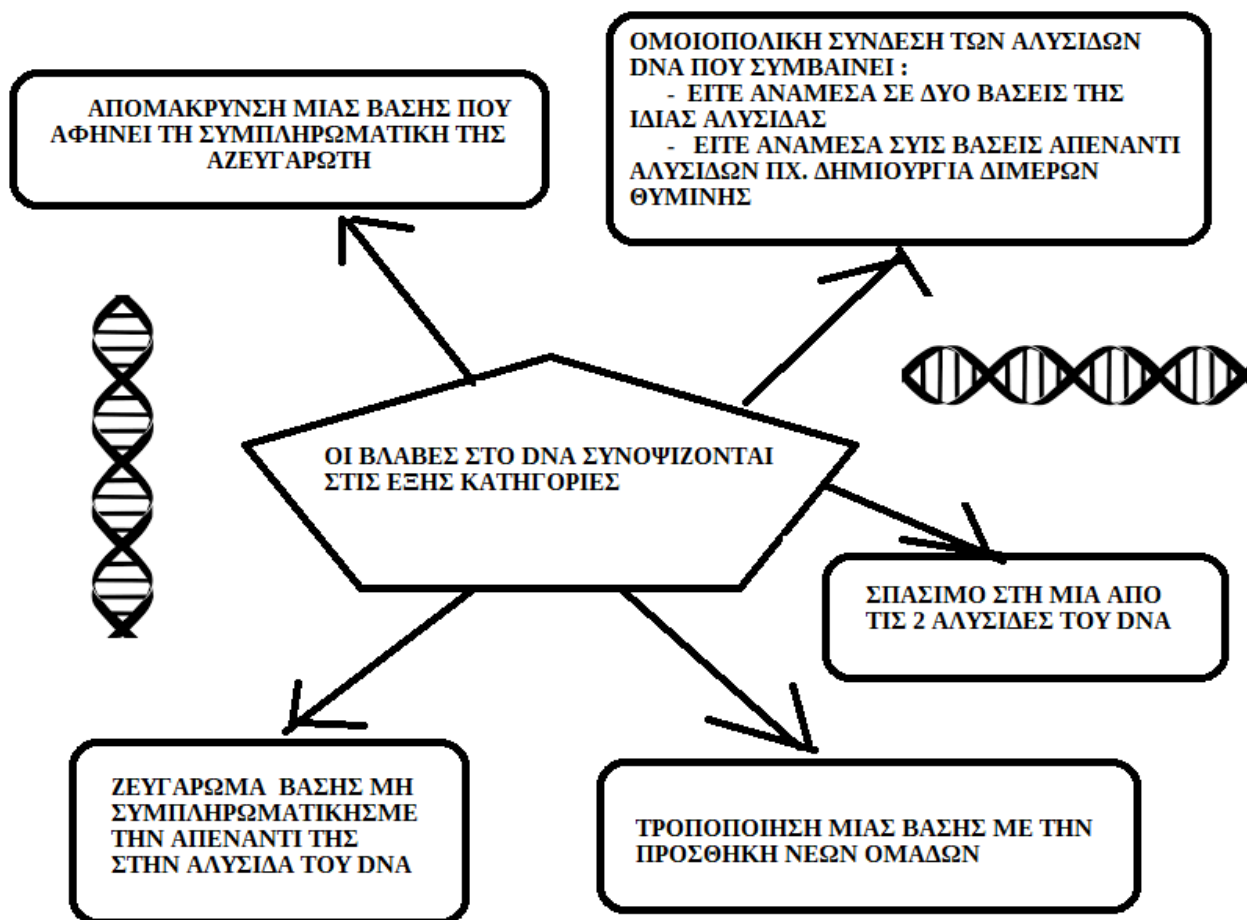 ΑΠΟΜΑΚΡΥΝΣΗ ΜΙΑΣ ΒΑΣΗΣ ΠΟΥ
ΑΦΗΝΕΙ ΤΗ ΣΥΜΠΛΗΡΩΜΑΤΙΚΗ ΤΗΣ
ΑΖΕΥΓΑΡΩΤΗ
ΟΜΟΙΟΠΟΛΙΚΗ ΣΥΝΔΕΣΗ ΤΩΝ ΑΛΥΣΙΔΩΝ
DNA ΠΟΥ ΣΥΜΒΑΙΝΕΙ :
- ΕΙΤΕ ΑΝΑΜΕΣΑ ΣΕ ΔΥΟ ΒΑΣΕΙΣ ΤΗΣ
ΙΔΙΑΣ ΑΛΥΣΙΔΑΣ
- ΕΙΤΕ ΑΝΑΜΕΣΑ ΣΥΙΣ ΒΑΣΕΙΣ ΑΠΕΝΑΝΤΙ
ΑΛΥΣΙΔΩΝ ΠΧ. ΔΗΜΙΟΥΡΓΙΑ ΔΙΜΕΡΩΝ
ΘΥΜΙΝΗΣ
ΟΙ ΒΛΑΒΕΣ ΣΤΟ DNA ΣΥΝΟΨΙΖΟΝΤΑΙ
ΣΤΙΣ ΕΞΗΣ ΚΑΤΗΓΟΡΙΕΣ
ΣΠΑΣΙΜΟ ΣΤΗ ΜΙΑ ΑΠΟ
ΤΙΣ 2 ΑΛΥΣΙΔΕΣ ΤΟΥ DNA
ΖΕΥΓΑΡΩΜΑ ΒΑΣΗΣ ΜΗ
ΣΥΜΠΛΗΡΩΜΑΤΙΚΗΣΜΕ
ΤΗΝ ΑΠΕΝΑΝΤΙ ΤΗΣ
ΣΤΗΝ ΑΛΥΣΙΔΑ ΤΟΥ DNA
ΤΡΟΠΟΠΟΙΗΣΗ ΜΙΑΣ ΒΑΣΗΣ ΜΕ ΤΗΝ
ΠΡΟΣΘΗΚΗ ΝΕΩΝ ΟΜΑΔΩΝ